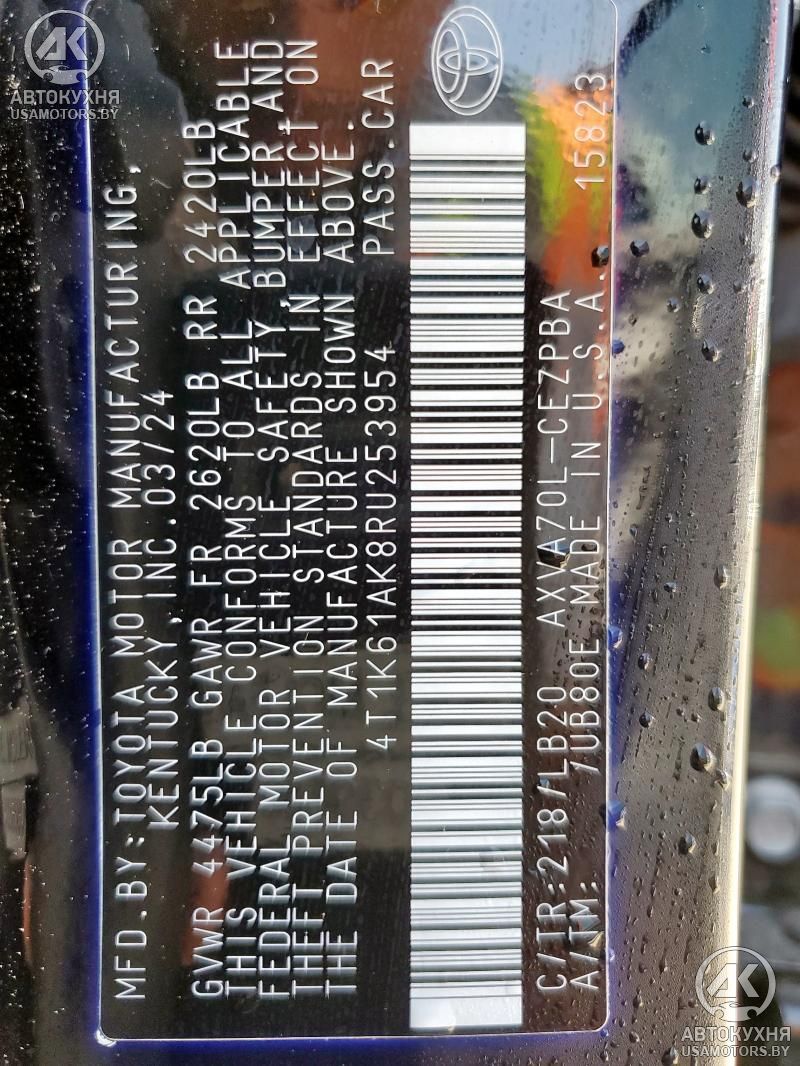 АВТОКУХНЯ
USAMOTORS.BY
MFD.BY:TOYOTA MOTOR MANUFACTURING,
KENTUCKY, INC. 03/24
GVWR 4475LB GAWR FR 2620LB RR 2420LB
THIS VEHICLE CONFORMS TO ALL APPLICABLE
FEDERAL MOTOR VEHICLE SAFETY, BUMPER, AND
THEFT PREVENTION STANDARDS IN EFFECT ON
THE DATE OF MANUFACTURE SHOWN ABOVE.
4T1K61AK8RU253954 PASS.CAR
C/TR:218/LB20 AXVA70L-CEZPBA
A/TM: /UB80E MADE IN U.S.A. 15823
АВТОКУХНЯ
USAMOTORS.BY